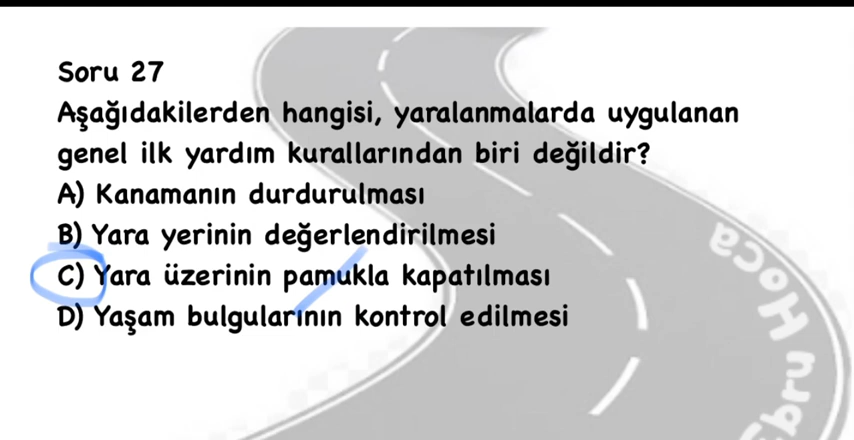 Soru 27
Aşağıdakilerden hangisi, yaralanmalarda uygulanan
genel ilk yardım kurallarından biri değildir?
A) Kanamanın durdurulması
B) Yara yerinin değerlendirilmesi
C) Yara üzerinin pamukla kapatılması
D) Yaşam bulgularının kontrol edilmesi
Ebru Hoca